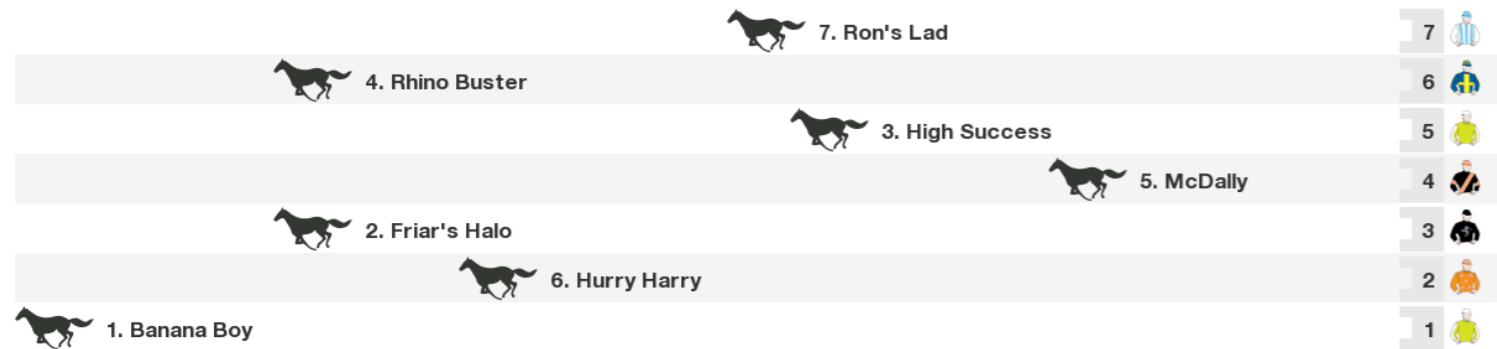 7. Ron's Lad 7
4. Rhino Buster 6
3. High Success 5
5. McDally 4
2. Friar's Halo 3
6. Hurry Harry 2
1. Banana Boy 1